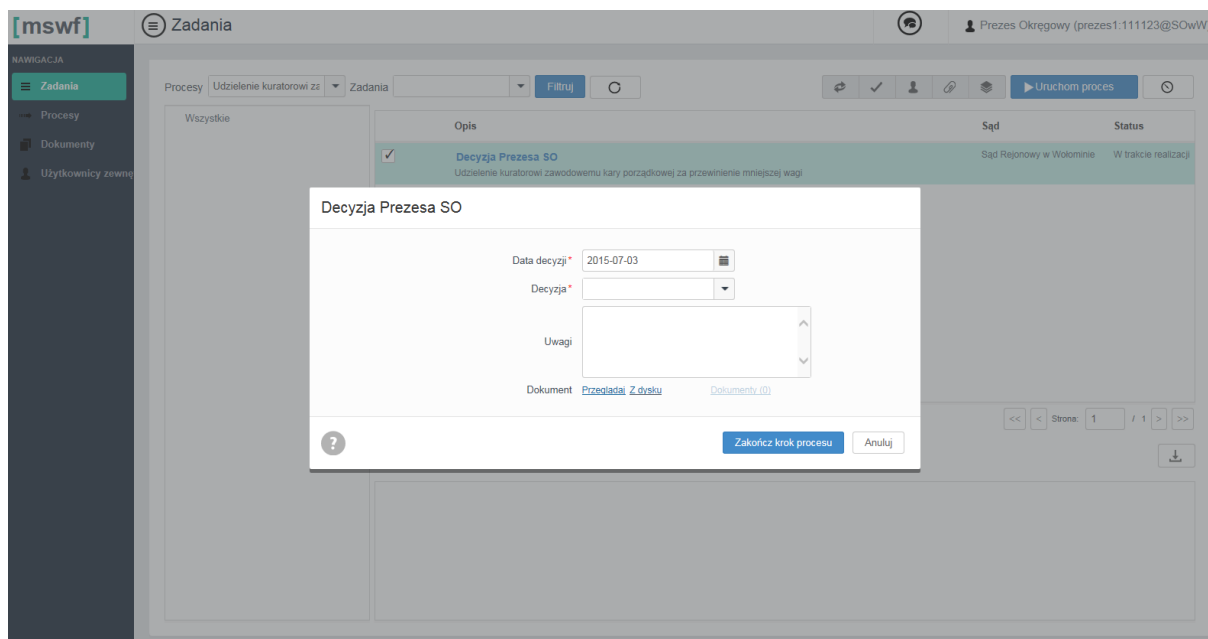 [mswf]
Zadania
Prezes Okręgowy (prezes1:111123@SOwW
NAWIGACJA
Zadania
Procesy
Dokumenty
Użytkownicy zewnę
Procesy Udzielenie kuratorowi za Zadania Filtruj Uruchom proces
Wszystkie
Opis Sąd Status
Decyzja Prezesa SO Sąd Rejonowy w Wołominie W trakcie realizacji
Udzielenie kuratorowi zawodowemu kary porządkowej za przewinienie mniejszej wagi
Decyzja Prezesa SO
Data decyzji* 2015-07-03
Decyzja*
Uwagi
Dokument Przeglądaj Z dysku Dokumenty (0)
<< < Strona: 1 / 1 > >>
? Zakończ krok procesu Anuluj